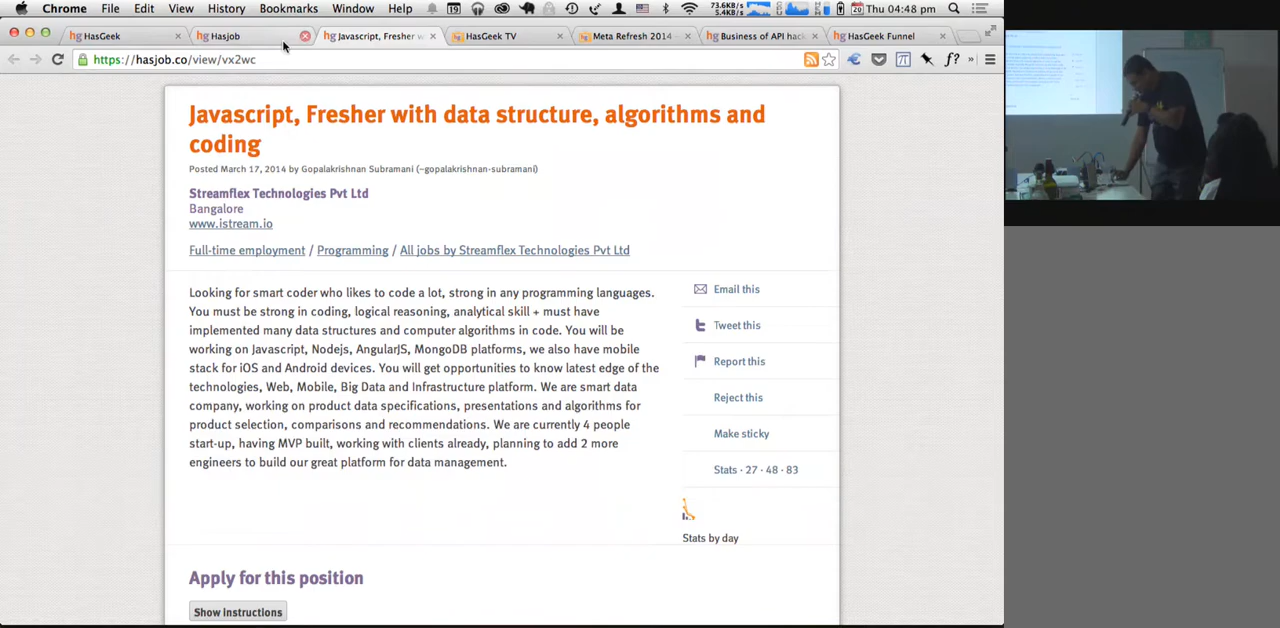 Chrome File Edit View History Bookmarks Window Help 19 73.6KB/s 5.4KB/s 20 Thu 04:48 pm
hg HasGeek hg Hasjob hg Javascript, Fresher w HasGeek TV Meta Refresh 2014 hg Business of API hack hg HasGeek Funnel
https://hasjob.co/view/vx2wc f? »
Javascript, Fresher with data structure, algorithms and
coding
Posted March 17, 2014 by Gopalakrishnan Subramani (~gopalakrishnan-subramani)
Streamflex Technologies Pvt Ltd
Bangalore
www.istream.io
Full-time employment / Programming / All jobs by Streamflex Technologies Pvt Ltd
Looking for smart coder who likes to code a lot, strong in any programming languages.
You must be strong in coding, logical reasoning, analytical skill + must have
implemented many data structures and computer algorithms in code. You will be
working on Javascript, Nodejs, AngularJS, MongoDB platforms, we also have mobile
stack for iOS and Android devices. You will get opportunities to know latest edge of the
technologies, Web, Mobile, Big Data and Infrastructure platform. We are smart data
company, working on product data specifications, presentations and algorithms for
product selection, comparisons and recommendations. We are currently 4 people
start-up, having MVP built, working with clients already, planning to add 2 more
engineers to build our great platform for data management.
Email this
Tweet this
Report this
Reject this
Make sticky
Stats · 27 · 48 · 83
Stats by day
Apply for this position
Show instructions